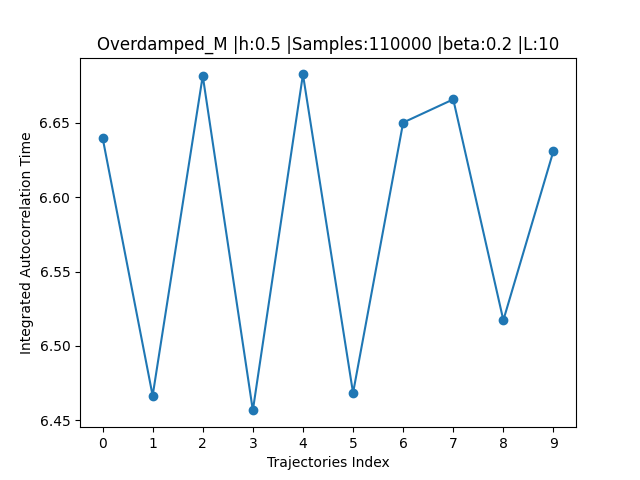 Overdamped_M |h:0.5 |Samples:110000 |beta:0.2 |L:10
Integrated Autocorrelation Time
6.65
6.60
6.55
6.50
6.45
0 1 2 3 4 5 6 7 8 9
Trajectories Index